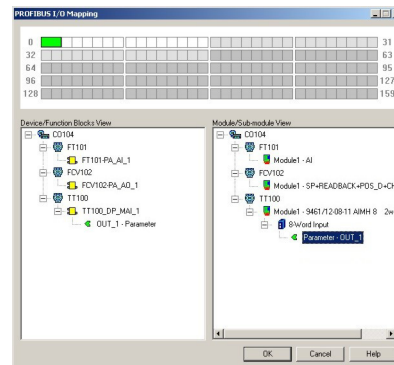 PROFIBUS I/O Mapping
0 31
32 63
64 95
96 127
128 159
Device/Function Blocks View
CO104
FT101
FT101-PA_AI_1
FCV102
FCV102-PA_AO_1
TT100
TT100_DP_MAI_1
OUT_1 - Parameter
Module/Sub-module View
CO104
FT101
Module1 - AI
FCV102
Module1 - SP+READBACK+POS_D+CH
TT100
Module1 - 9461/12-08-11 AIMH 8 2w
8-Word Input
Parameter - OUT_1
OK Cancel Help